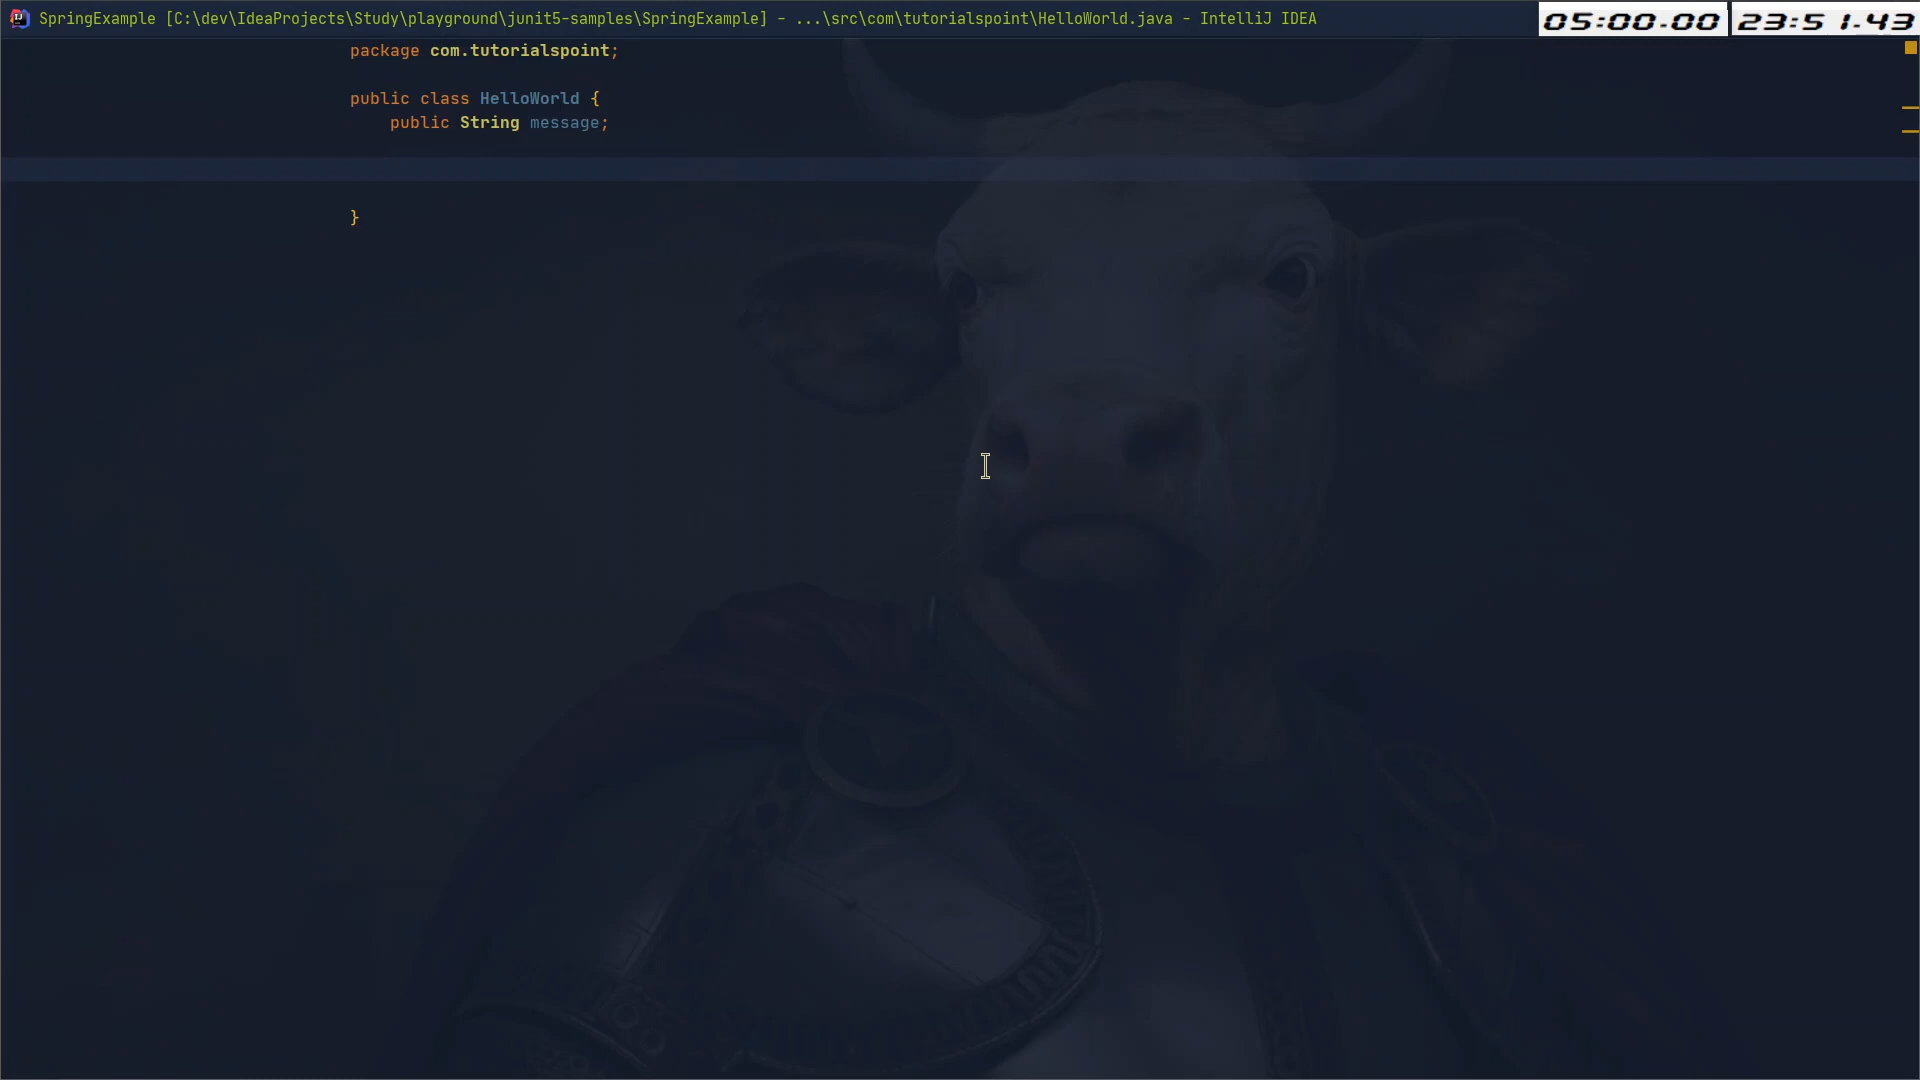 SpringExample [C:\dev\IdeaProjects\Study\playground\junit5-samples\SpringExample] - ...\src\com\tutorialspoint\HelloWorld.java - IntelliJ IDEA
05:00.00 23:51.43
package com.tutorialspoint;
public class HelloWorld {
public String message;
}